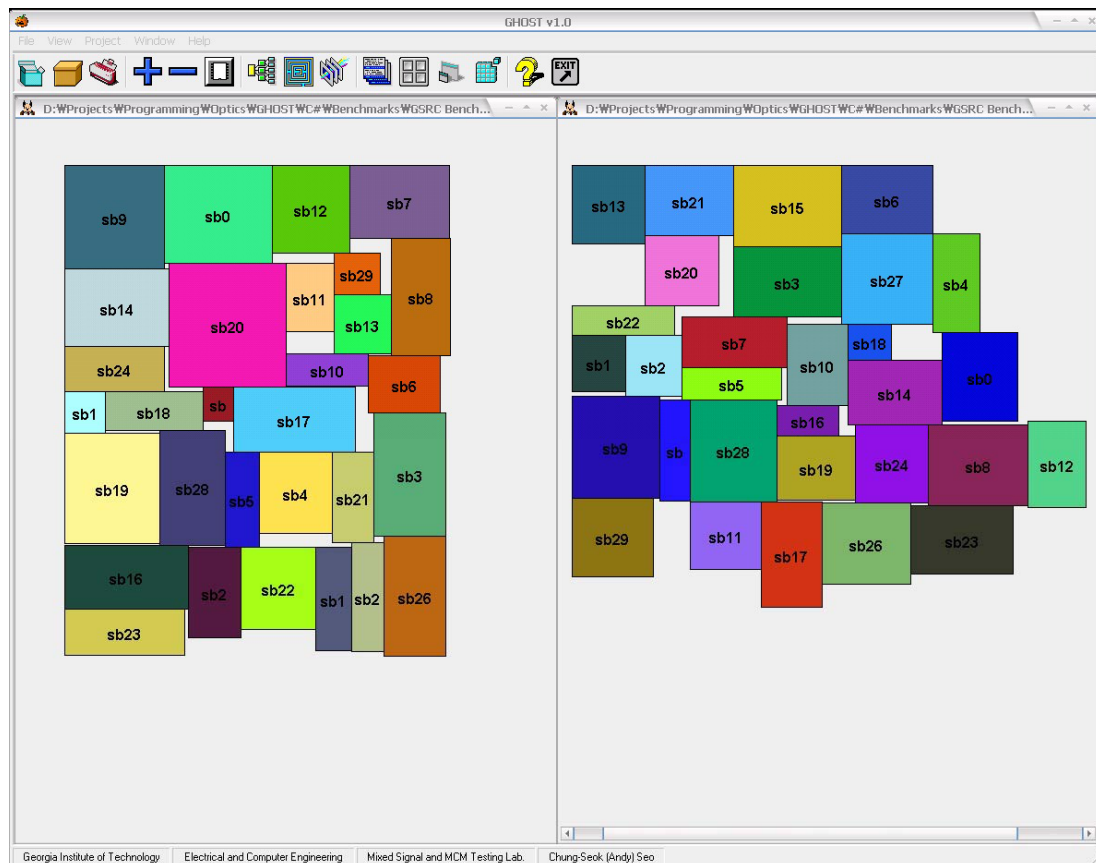 GHOST v1.0
File View Project Window Help
EXIT
D:₩Projects₩Programming₩Optics₩GHOST₩C#₩Benchmarks₩GSRC Bench...
sb9 sb0 sb12 sb7
sb29 sb8
sb14 sb20 sb11
sb13
sb24 sb10
sb6
sb1 sb18 sb sb17
sb19 sb28 sb5 sb4 sb21 sb3
sb16 sb2 sb22 sb1 sb2 sb26
sb23
D:₩Projects₩Programming₩Optics₩GHOST₩C#₩Benchmarks₩GSRC Bench...
sb13 sb21 sb15 sb6
sb20 sb3 sb27 sb4
sb22
sb1 sb2 sb7 sb10 sb18 sb0
sb5 sb14
sb9 sb sb28 sb16
sb19 sb24 sb8 sb12
sb29 sb11 sb17 sb26 sb23
Georgia Institute of Technology Electrical and Computer Engineering Mixed Signal and MCM Testing Lab. Chung-Seok (Andy) Seo